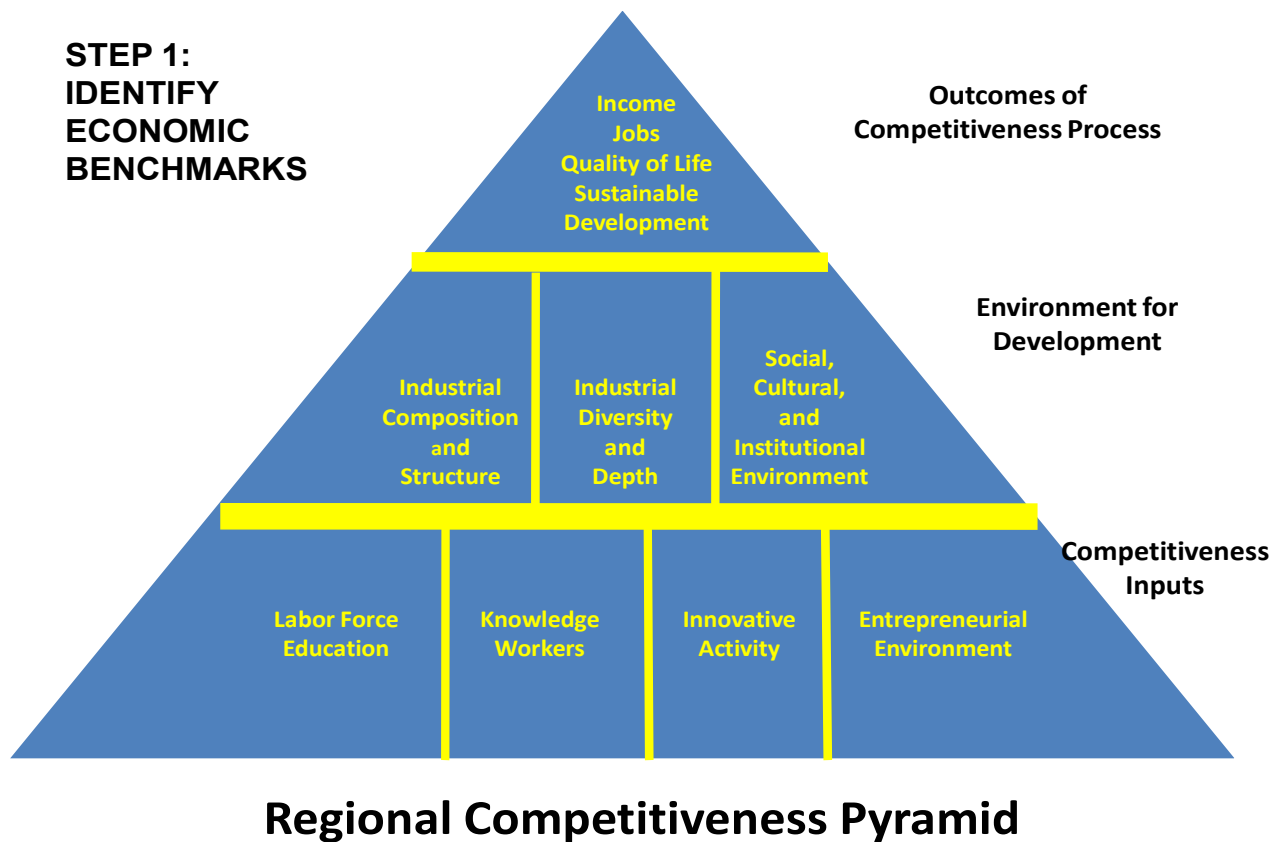 STEP 1:
IDENTIFY
ECONOMIC
BENCHMARKS
Income
Jobs
Quality of Life
Sustainable
Development
Outcomes of
Competitiveness Process
Industrial
Composition
and
Structure
Industrial
Diversity
and
Depth
Social,
Cultural,
and
Institutional
Environment
Environment for
Development
Labor Force
Education
Knowledge
Workers
Innovative
Activity
Entrepreneurial
Environment
Competitiveness
Inputs
Regional Competitiveness Pyramid